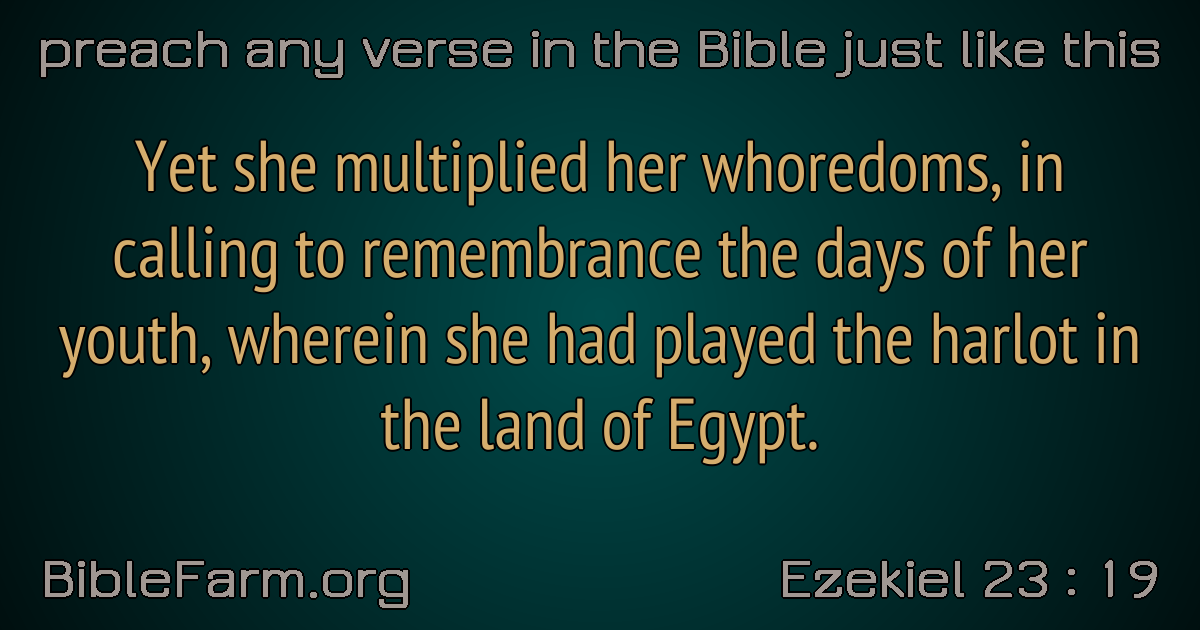 preach any verse in the Bible just like this
Yet she multiplied her whoredoms, in
calling to remembrance the days of her
youth, wherein she had played the harlot in
the land of Egypt.
BibleFarm.org
Ezekiel 23 : 19